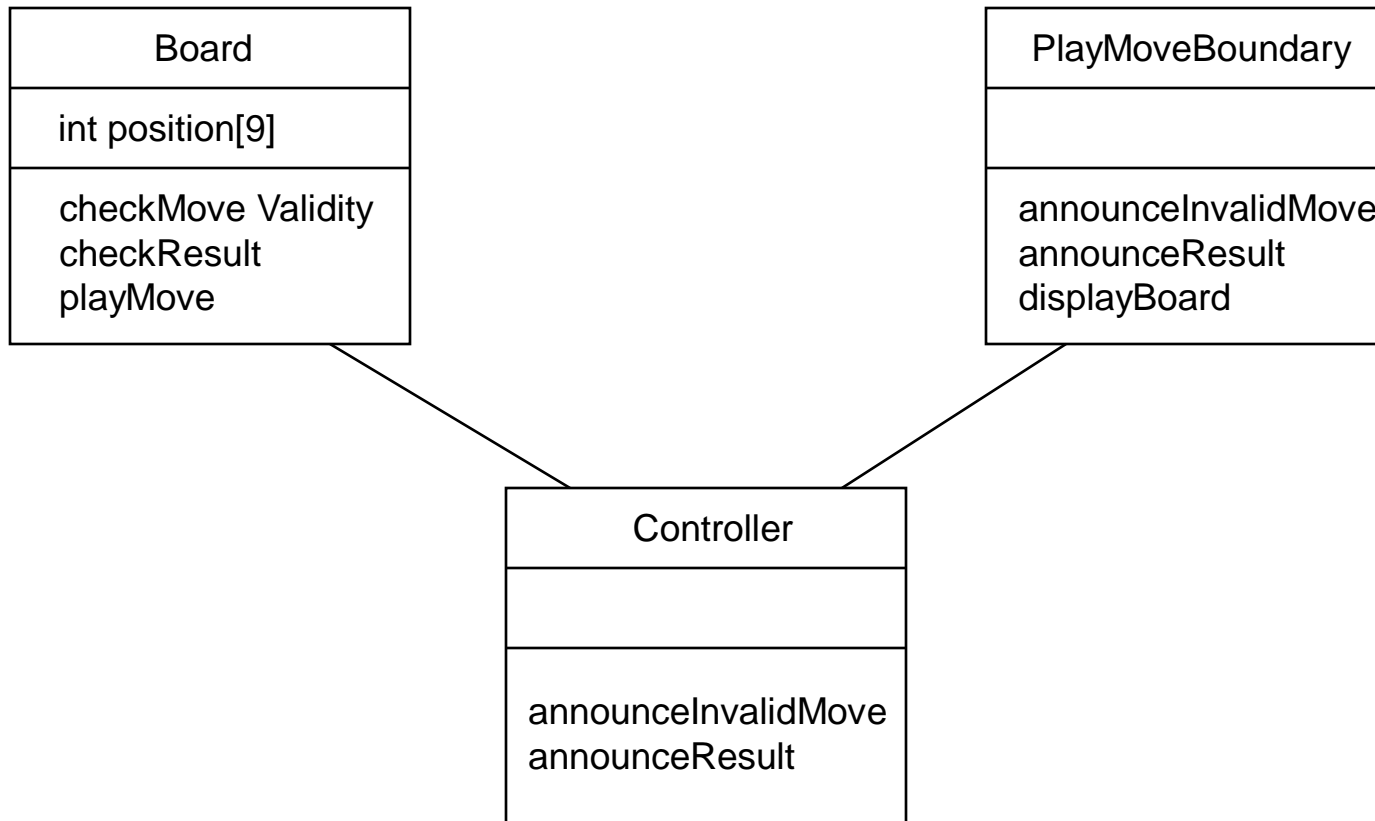 Board
int position[9]
checkMove Validity
checkResult
playMove
PlayMoveBoundary
announceInvalidMove
announceResult
displayBoard
Controller
announceInvalidMove
announceResult